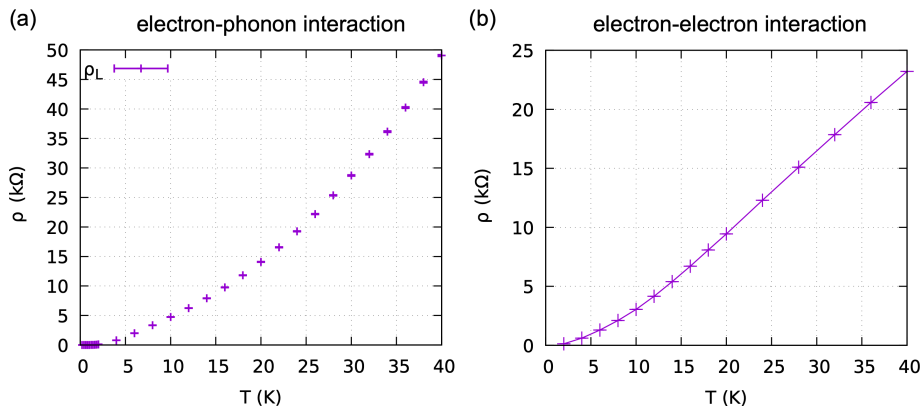 (a)
electron-phonon interaction
50
45
40
35
30
25
20
15
10
5
0
ρ (kΩ)
ρL
0 5 10 15 20 25 30 35 40
T (K)
(b)
electron-electron interaction
25
20
15
10
5
0
ρ (kΩ)
0 5 10 15 20 25 30 35 40
T (K)